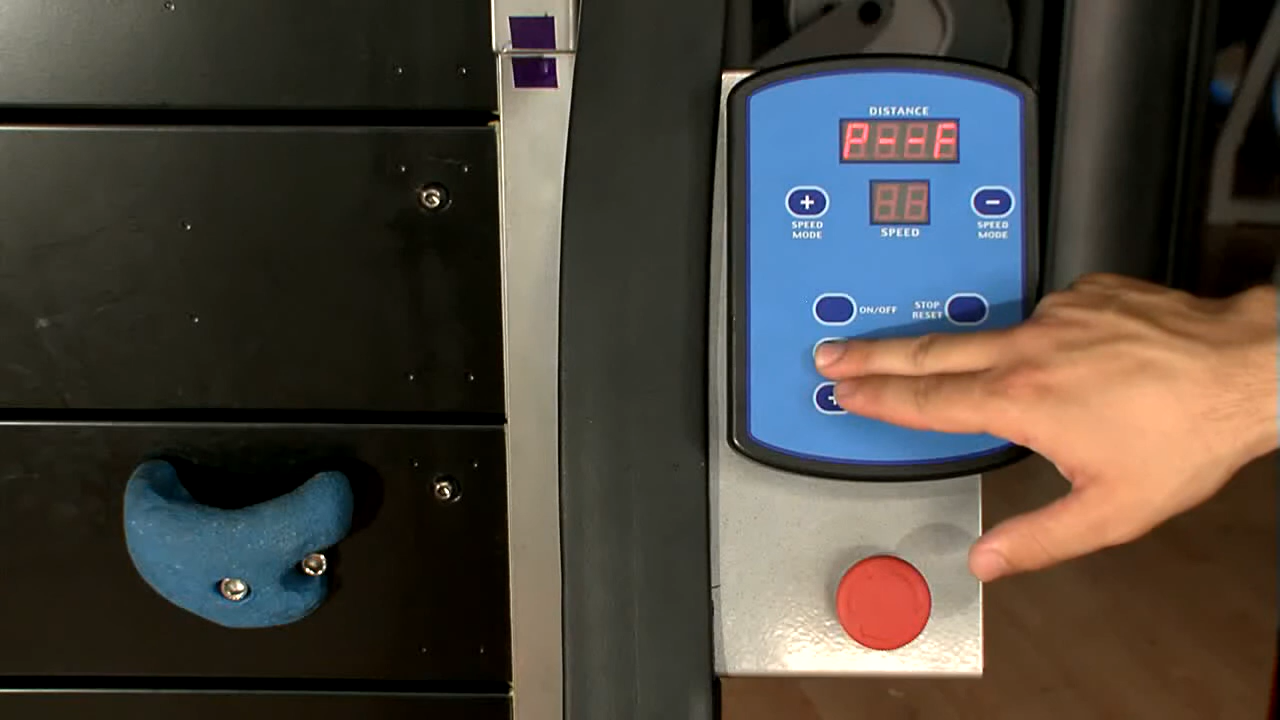 DISTANCE
P--F
+
-
SPEED
MODE
SPEED
SPEED
MODE
ON/OFF
STOP
RESET
+